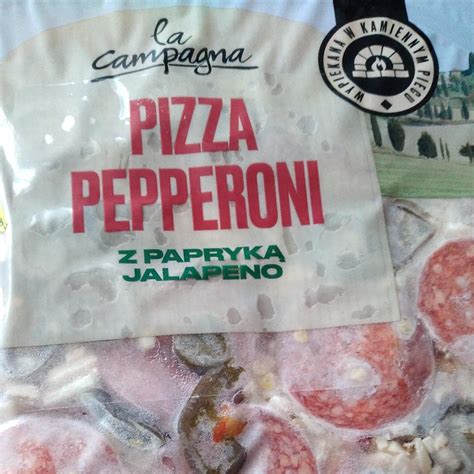 la
campagna
WYPIEKANA W KAMIENNYM PIECU
PIZZA
PEPPERONI
Z PAPRYKĄ
JALAPENO